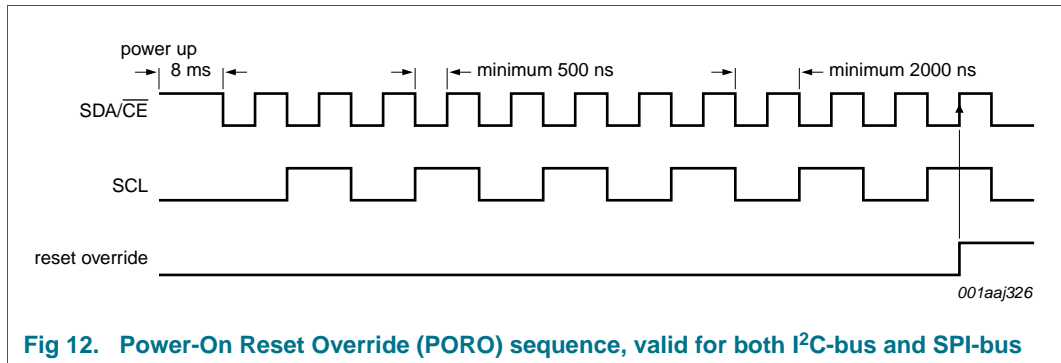 power up
8 ms
minimum 500 ns
minimum 2000 ns
SDA/CE
SCL
reset override
001aaj326
Fig 12. Power-On Reset Override (PORO) sequence, valid for both I²C-bus and SPI-bus